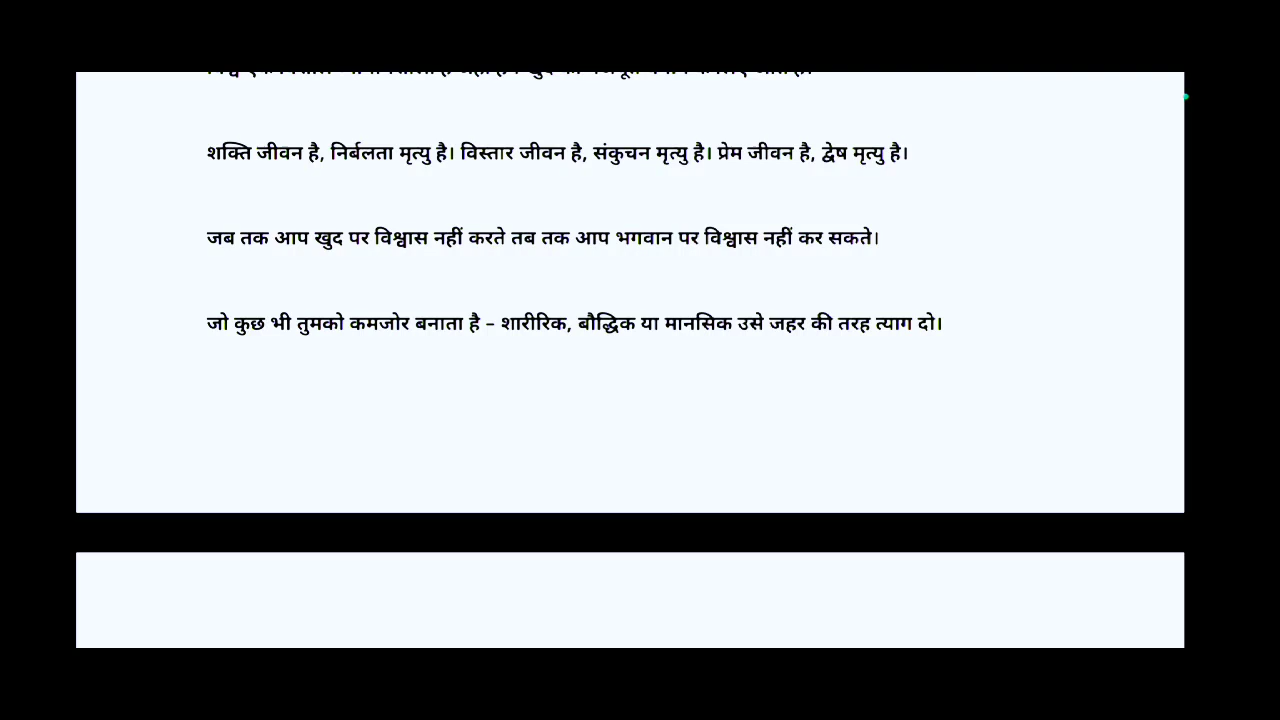 शक्ति जीवन है, निर्बलता मृत्यु है। विस्तार जीवन है, संकुचन मृत्यु है। प्रेम जीवन है, द्वेष मृत्यु है।
जब तक आप खुद पर विश्वास नहीं करते तब तक आप भगवान पर विश्वास नहीं कर सकते।
जो कुछ भी तुमको कमजोर बनाता है – शारीरिक, बौद्धिक या मानसिक उसे जहर की तरह त्याग दो।